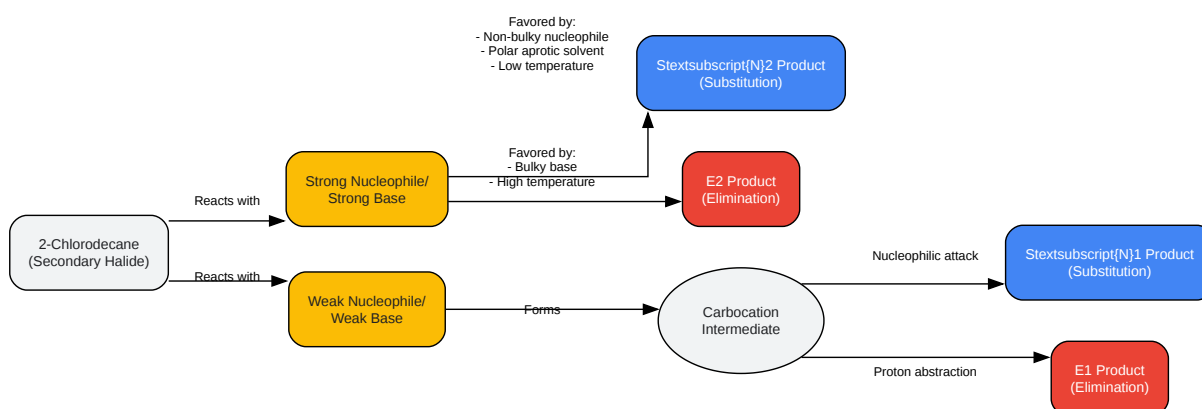 Favored by:
- Non-bulky nucleophile
- Polar aprotic solvent
- Low temperature
Stextsubscript{N}2 Product
(Substitution)
Favored by:
- Bulky base
- High temperature
Strong Nucleophile/
Strong Base
E2 Product
(Elimination)
Reacts with
2-Chlorodecane
(Secondary Halide)
Reacts with
Weak Nucleophile/
Weak Base
Forms
Carbocation
Intermediate
Nucleophilic attack
Stextsubscript{N}1 Product
(Substitution)
Proton abstraction
E1 Product
(Elimination)